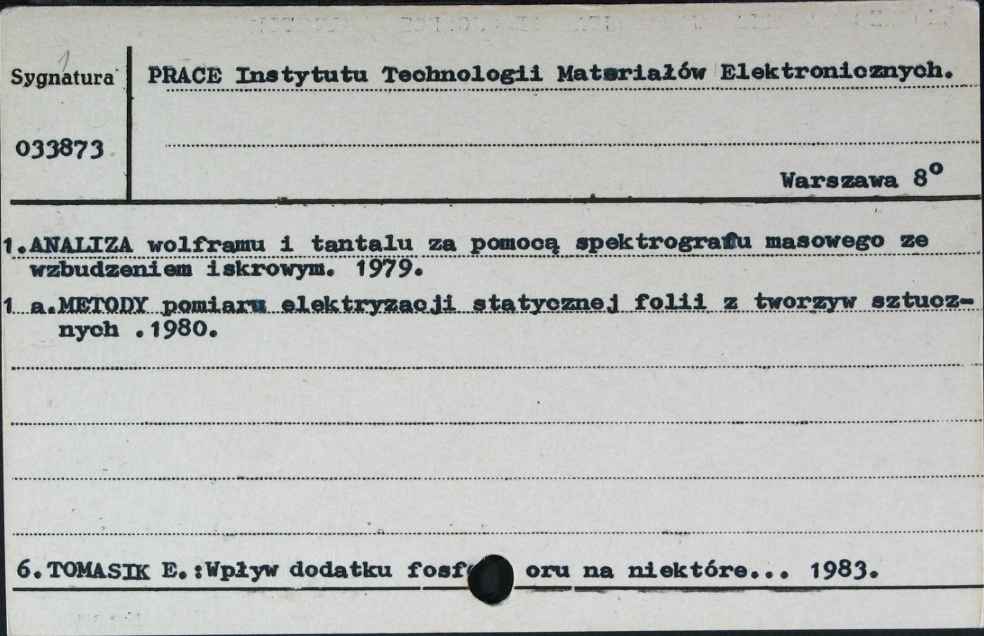 Sygnatura
PRACE Instytutu Technologii Materiałów Elektronicznych.
033873
Warszawa 8°
1.ANALIZA wolframu i tantalu za pomocą spektrografu masowego ze
wzbudzeniem iskrowym. 1979.
1 a.METODY pomiaru elektryzacji statycznej folii z tworzyw sztucz-
nych .1980.
6.TOMASIK E.:Wpływ dodatku fosf oru na niektóre... 1983.